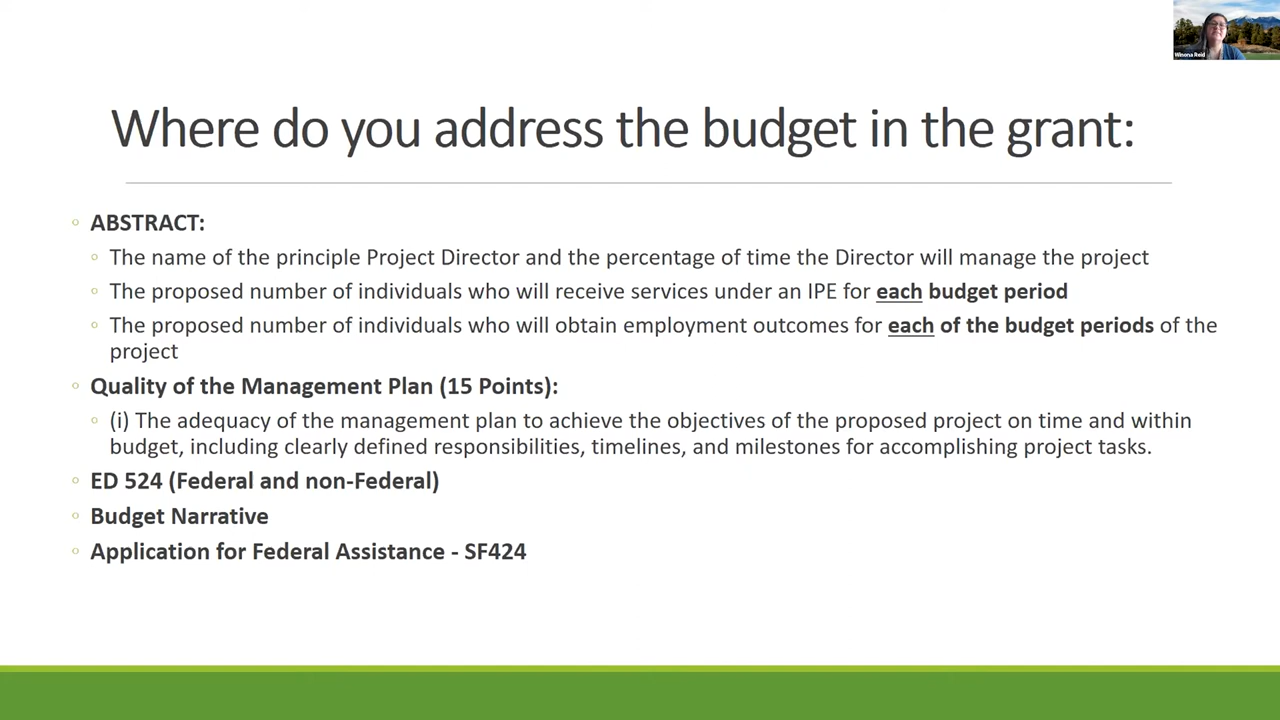 Winona Reid
Where do you address the budget in the grant:
ABSTRACT:
The name of the principle Project Director and the percentage of time the Director will manage the project
The proposed number of individuals who will receive services under an IPE for each budget period
The proposed number of individuals who will obtain employment outcomes for each of the budget periods of the
project
Quality of the Management Plan (15 Points):
(i) The adequacy of the management plan to achieve the objectives of the proposed project on time and within
budget, including clearly defined responsibilities, timelines, and milestones for accomplishing project tasks.
ED 524 (Federal and non-Federal)
Budget Narrative
Application for Federal Assistance - SF424